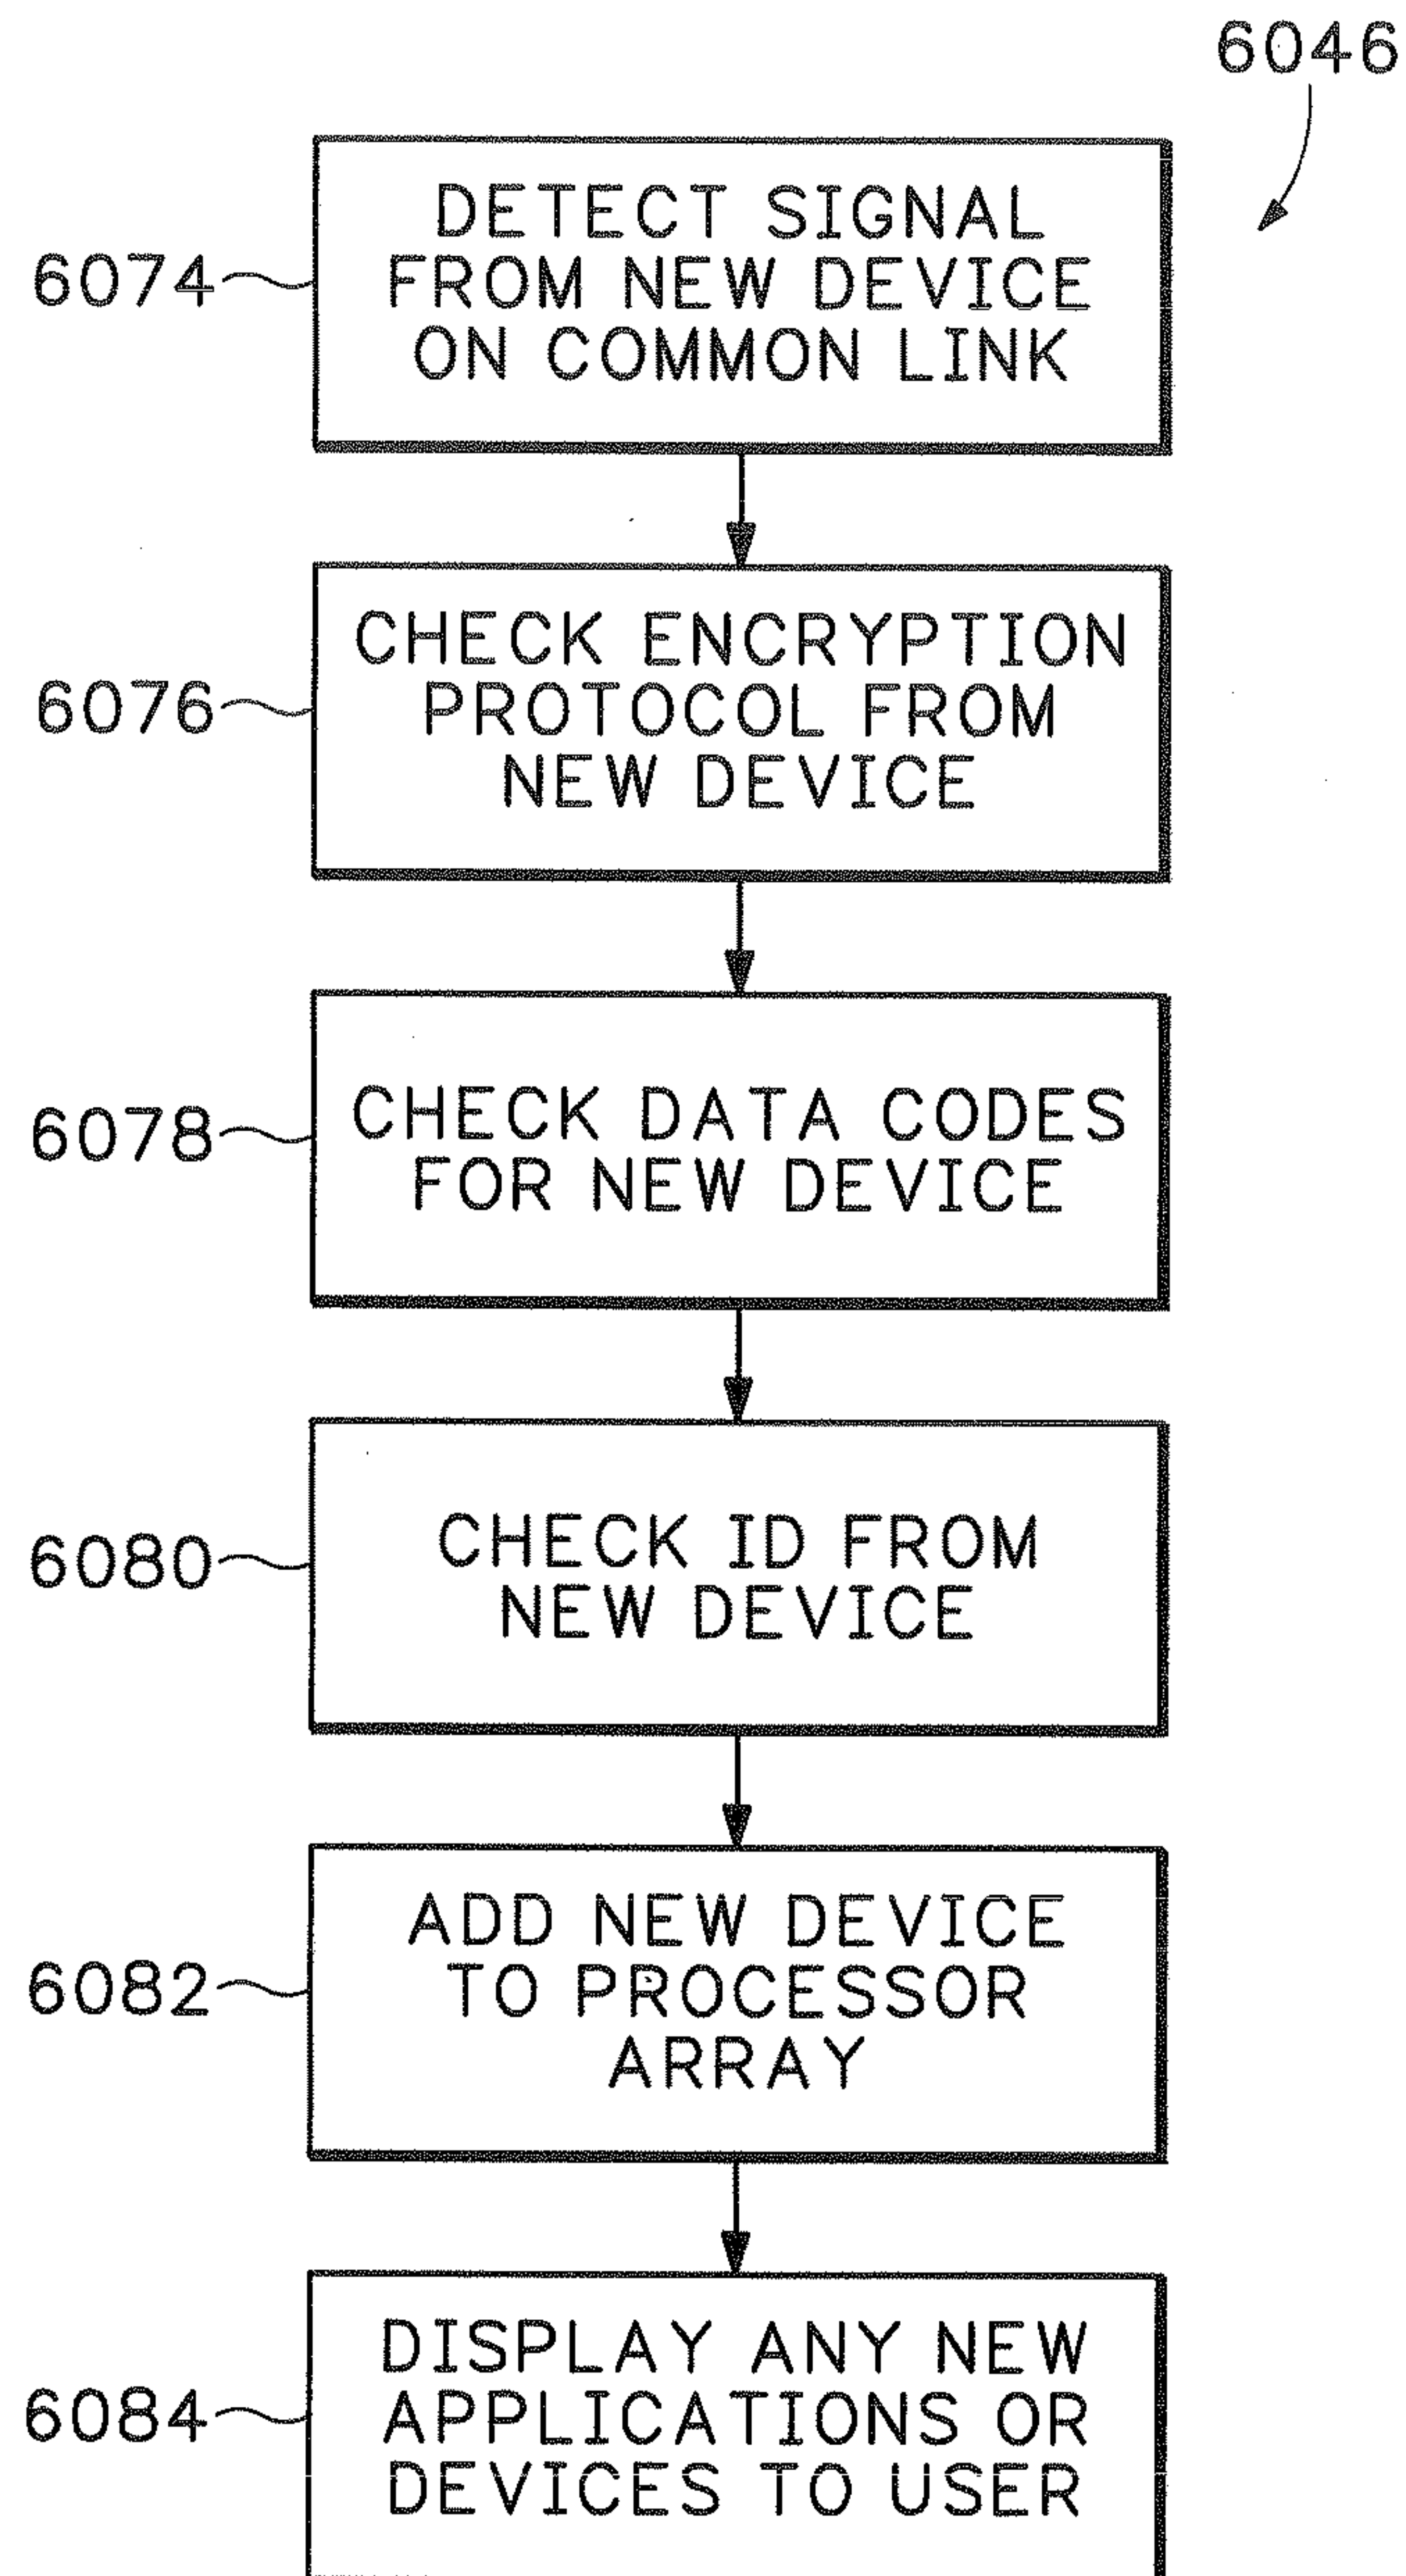 6046
DETECT SIGNAL
FROM NEW DEVICE
ON COMMON LINK
6074
CHECK ENCRYPTION
PROTOCOL FROM
NEW DEVICE
6076
CHECK DATA CODES
FOR NEW DEVICE
6078
CHECK ID FROM
NEW DEVICE
6080
ADD NEW DEVICE
TO PROCESSOR
ARRAY
6082
DISPLAY ANY NEW
APPLICATIONS OR
DEVICES TO USER
6084